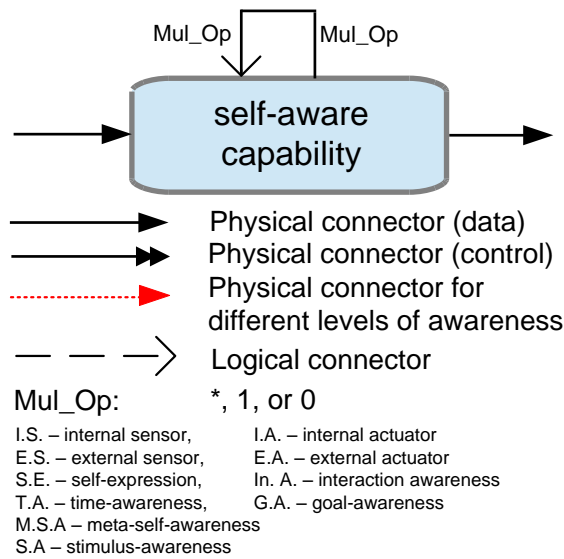 Mul_Op Mul_Op
self-aware
capability
Physical connector (data)
Physical connector (control)
Physical connector for
different levels of awareness
Logical connector
Mul_Op: *, 1, or 0
I.S. – internal sensor, I.A. – internal actuator
E.S. – external sensor, E.A. – external actuator
S.E. – self-expression, In. A. – interaction awareness
T.A. – time-awareness, G.A. – goal-awareness
M.S.A – meta-self-awareness
S.A – stimulus-awareness